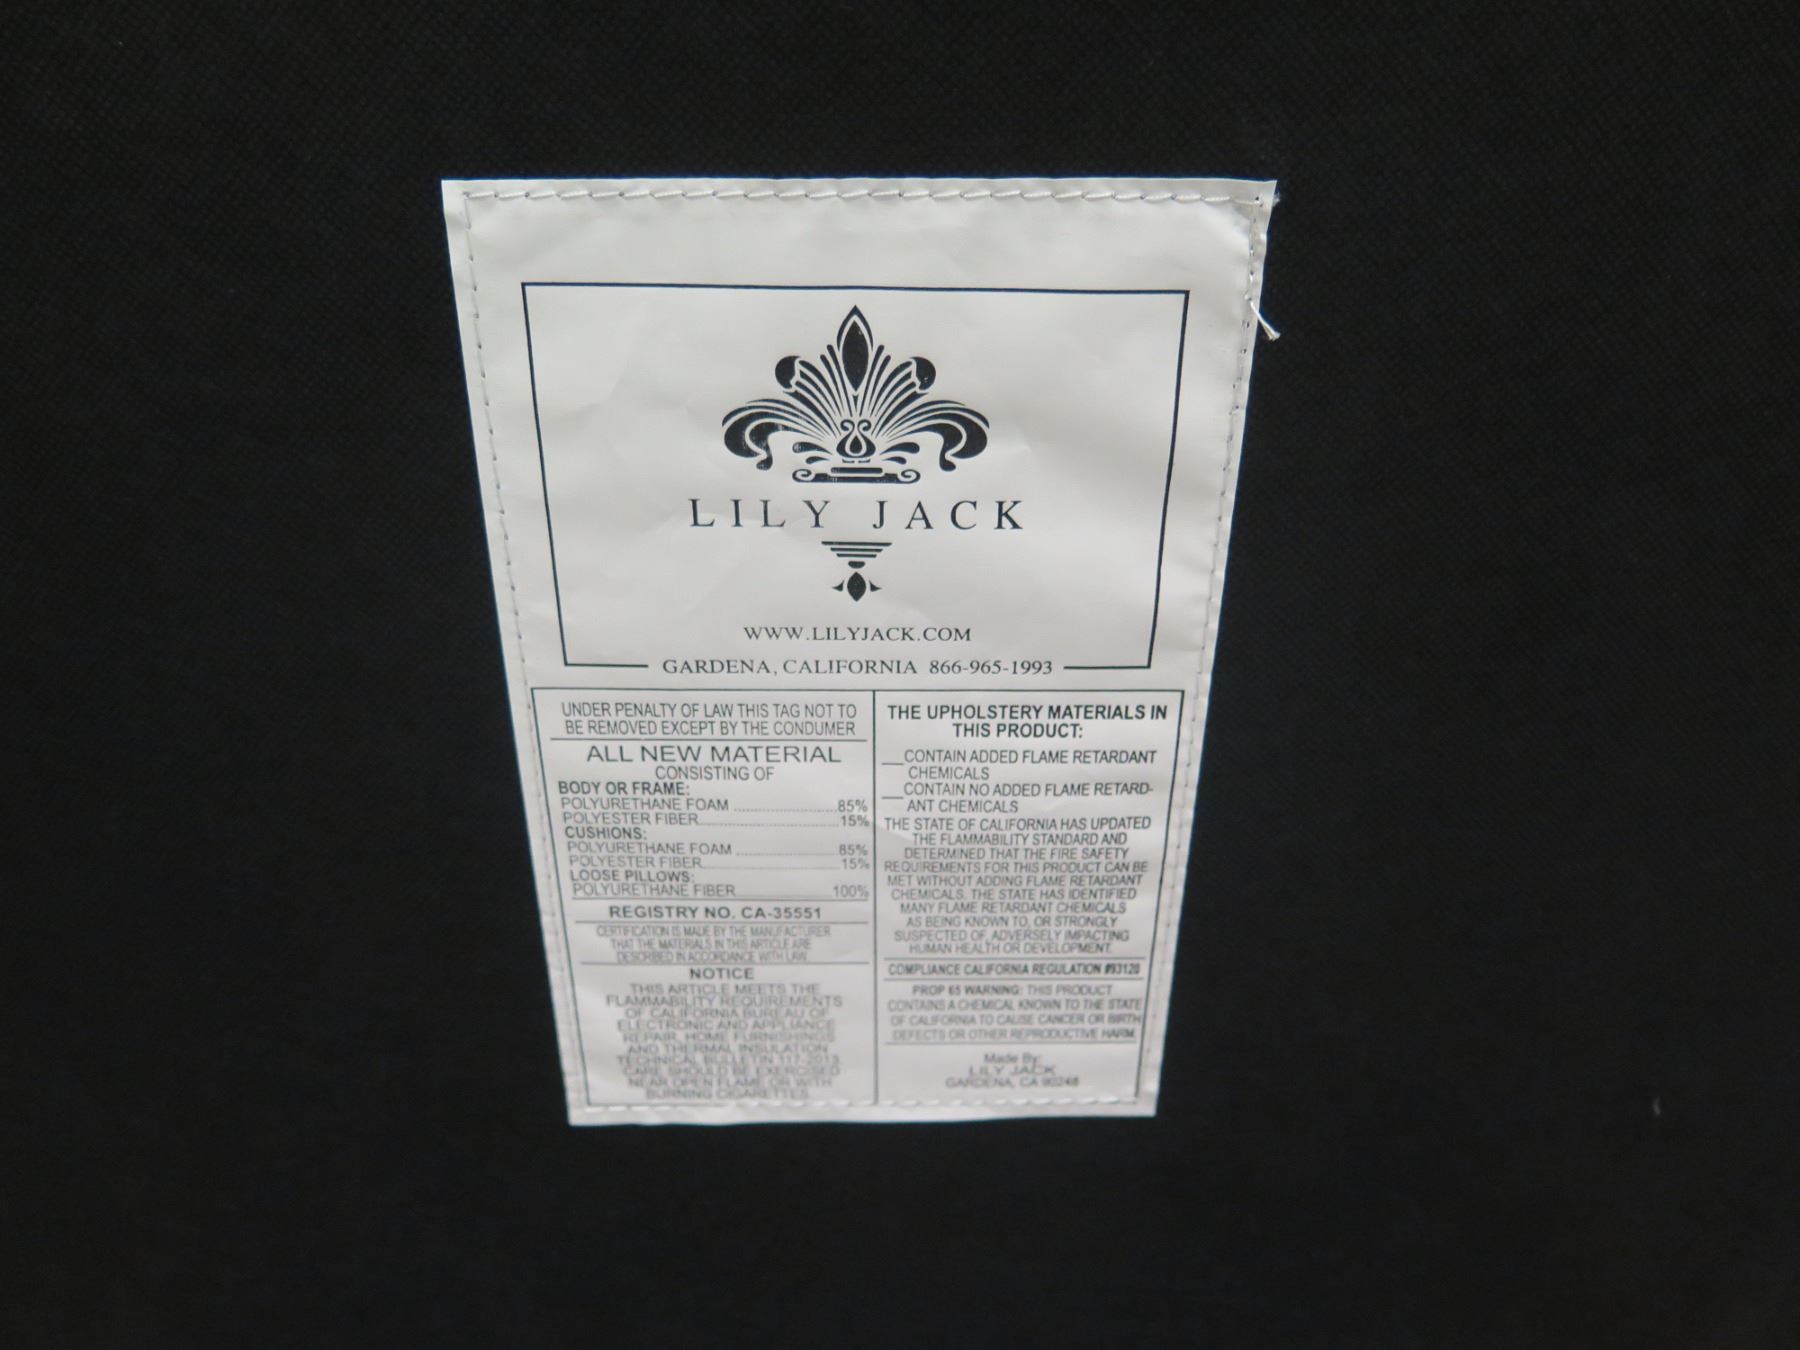 LILY JACK
WWW.LILYJACK.COM
GARDENA, CALIFORNIA 866-965-1993
UNDER PENALTY OF LAW THIS TAG NOT TO
BE REMOVED EXCEPT BY THE CONDUMER
ALL NEW MATERIAL
CONSISTING OF
BODY OR FRAME:
POLYURETHANE FOAM 85%
POLYESTER FIBER 15%
CUSHIONS:
POLYURETHANE FOAM 85%
POLYESTER FIBER 15%
LOOSE PILLOWS:
POLYURETHANE FIBER 100%
REGISTRY NO. CA-35551
CERTIFICATION IS MADE BY THE MANUFACTURER
THAT THE MATERIALS IN THIS ARTICLE ARE
DESCRIBED IN ACCORDANCE WITH LAW
NOTICE
THIS ARTICLE MEETS THE
FLAMMABILITY REQUIREMENTS
OF CALIFORNIA BUREAU OF
ELECTRONIC AND APPLIANCE
REPAIR, HOME FURNISHINGS
AND THERMAL INSULATION
TECHNICAL BULLETIN 117-2013.
CARE SHOULD BE EXERCISED
NEAR OPEN FLAME OR WITH
BURNING CIGARETTES.
THE UPHOLSTERY MATERIALS IN
THIS PRODUCT:
__CONTAIN ADDED FLAME RETARDANT
CHEMICALS
__CONTAIN NO ADDED FLAME RETARD-
ANT CHEMICALS
THE STATE OF CALIFORNIA HAS UPDATED
THE FLAMMABILITY STANDARD AND
DETERMINED THAT THE FIRE SAFETY
REQUIREMENTS FOR THIS PRODUCT CAN BE
MET WITHOUT ADDING FLAME RETARDANT
CHEMICALS. THE STATE HAS IDENTIFIED
MANY FLAME RETARDANT CHEMICALS
AS BEING KNOWN TO, OR STRONGLY
SUSPECTED OF, ADVERSELY IMPACTING
HUMAN HEALTH OR DEVELOPMENT.
COMPLIANCE CALIFORNIA REGULATION #93120
PROP 65 WARNING: THIS PRODUCT
CONTAINS A CHEMICAL KNOWN TO THE STATE
OF CALIFORNIA TO CAUSE CANCER OR BIRTH
DEFECTS OR OTHER REPRODUCTIVE HARM.
Made By:
LILY JACK
GARDENA, CA 90248